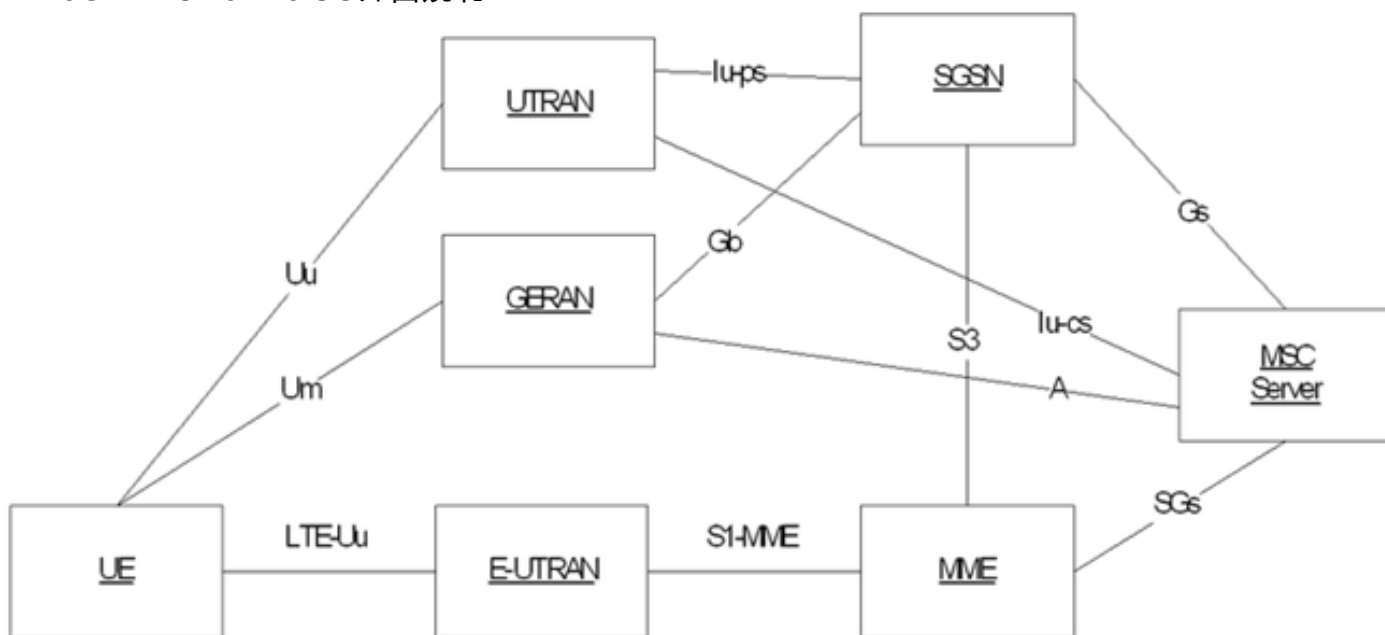 Iu-ps
SGSN
UTRAN
Gs
Gb
Uu
GERAN
Iu-cs
S3
MSC
Server
Um
A
SGs
LTE-Uu
S1-MME
UE
E-UTRAN
MME